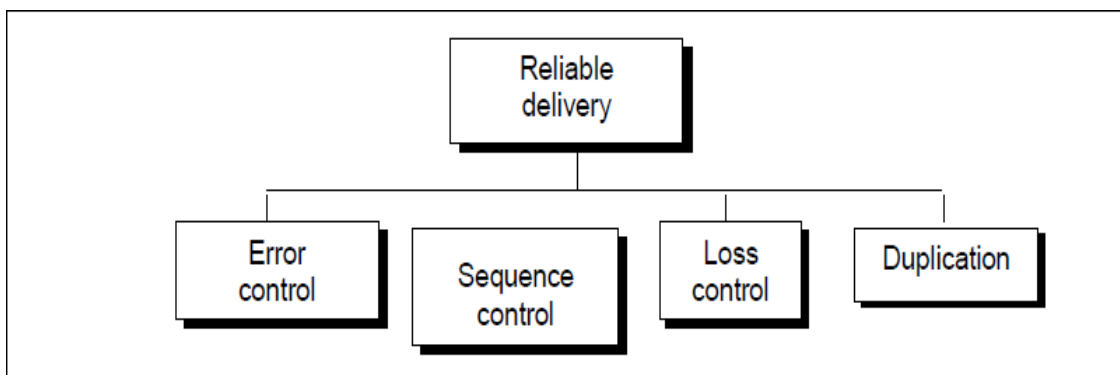 Reliable
delivery
Error
control
Sequence
control
Loss
control
Duplication